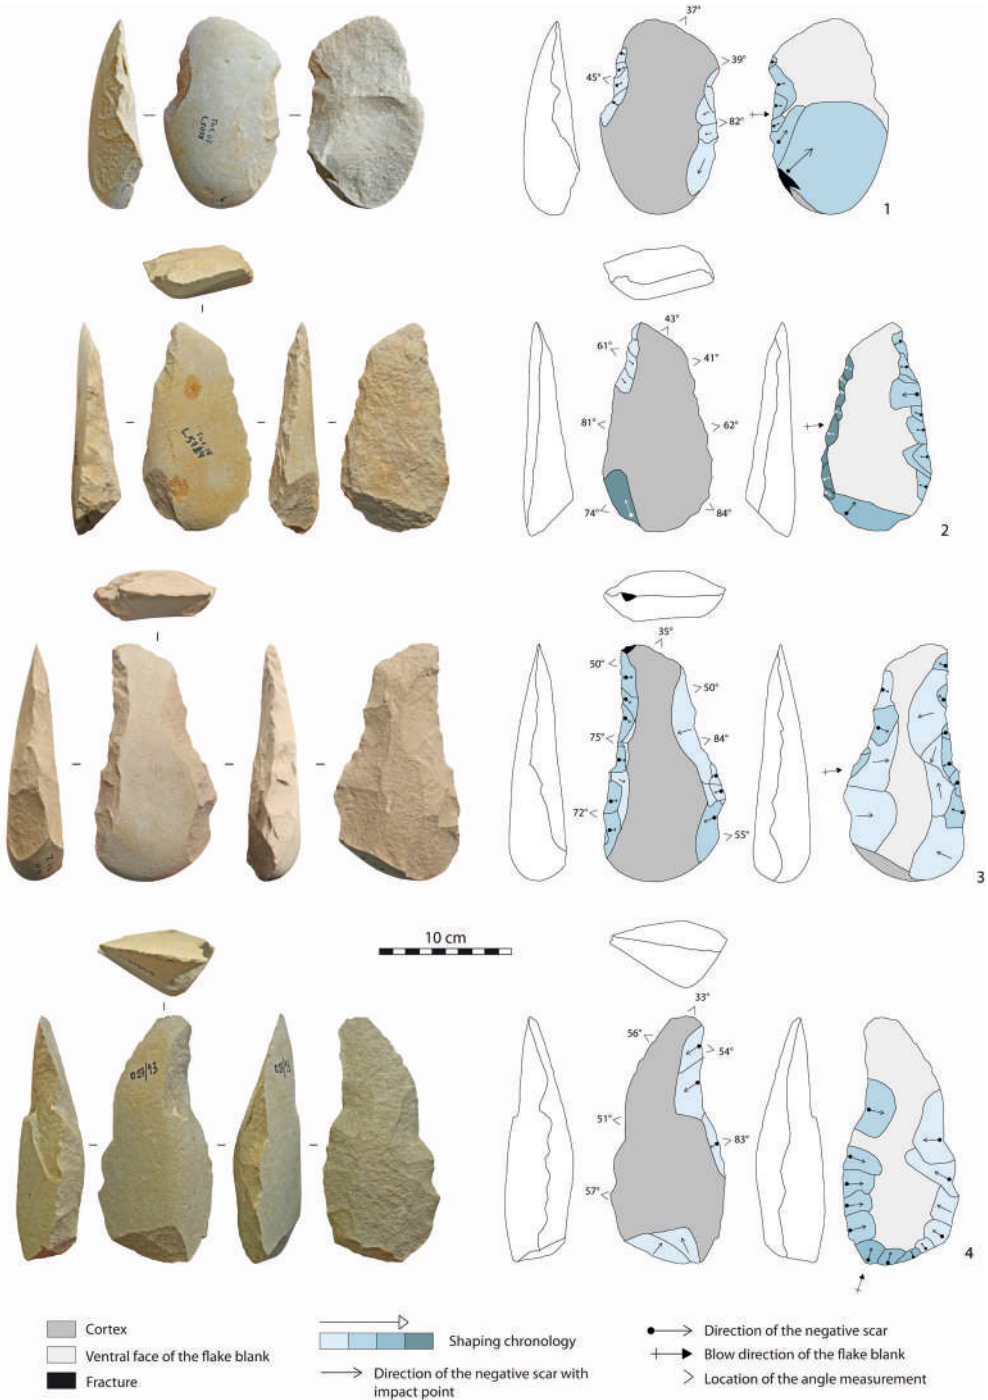 37°
39°
45°
82°
1
43°
61°
41°
81°
62°
74°
84°
2
35°
50°
50°
75°
84°
72°
55°
3
10 cm
33°
56°
54°
51°
83°
57°
4
Cortex
Ventral face of the flake blank
Fracture
Shaping chronology
Direction of the negative scar with
impact point
Direction of the negative scar
Blow direction of the flake blank
Location of the angle measurement